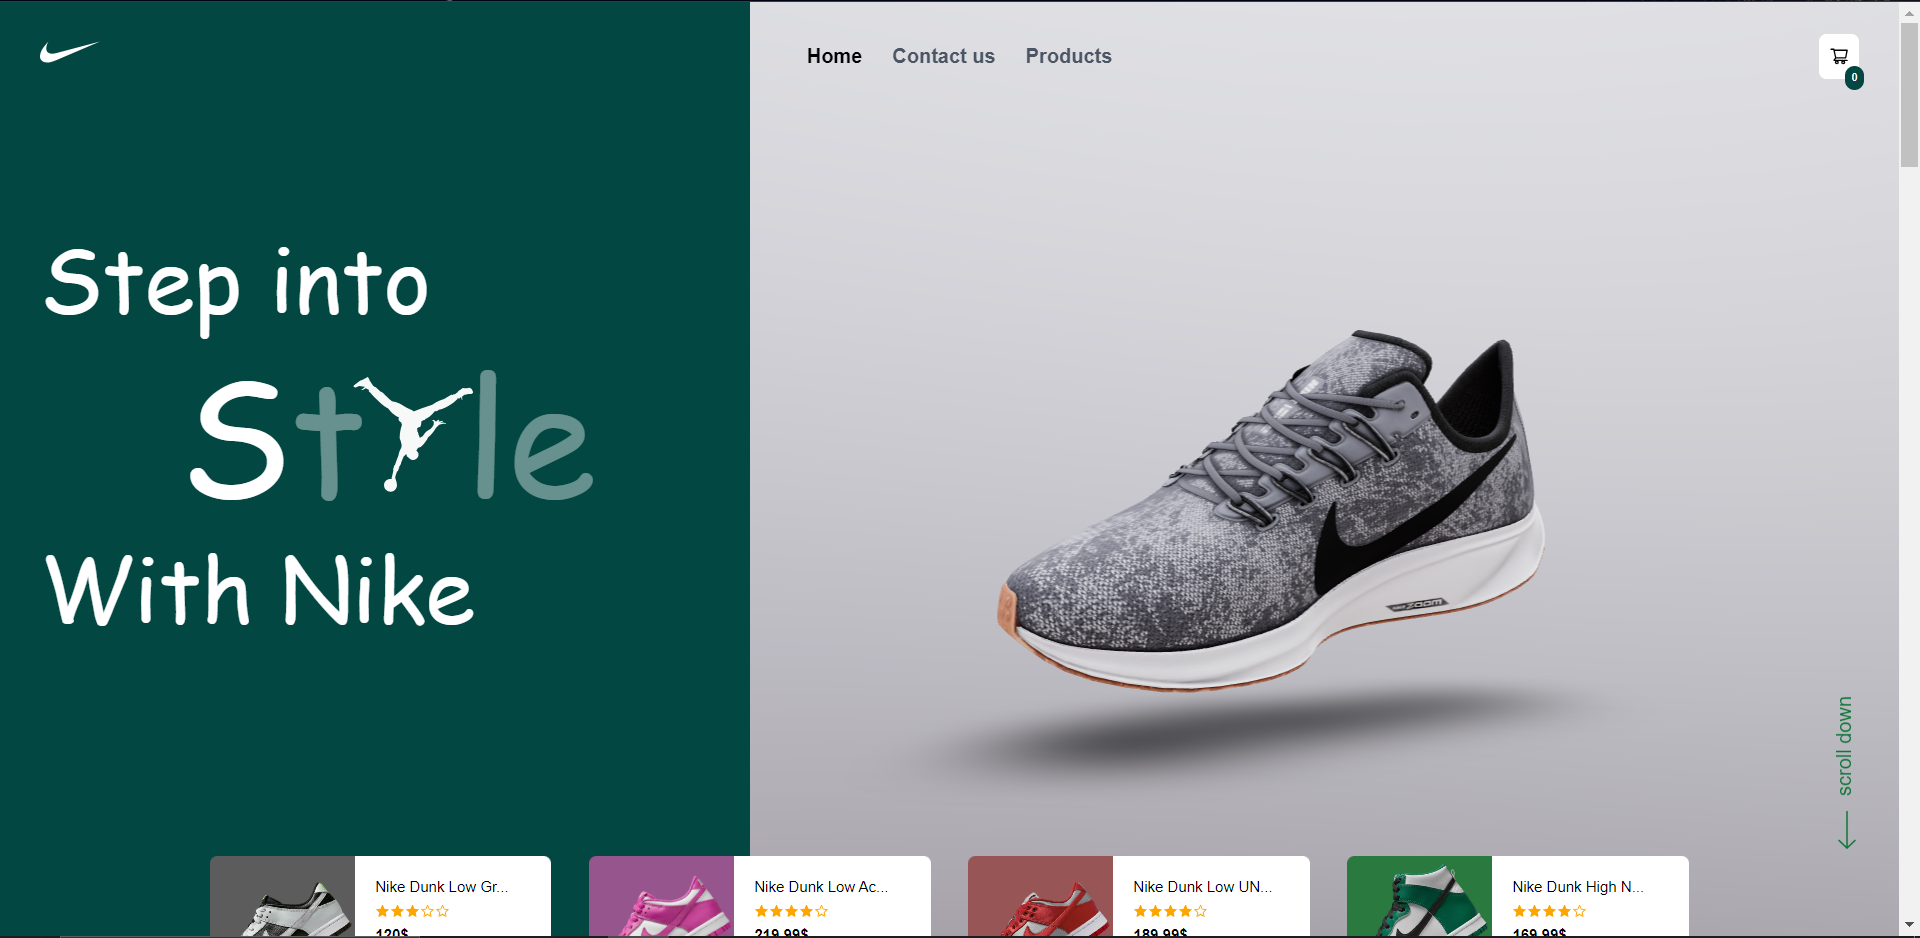 Home Contact us Products
0
Step into
Style
With Nike
ZOOM
scroll down
Nike Dunk Low Gr...
120$
Nike Dunk Low Ac...
219.99$
Nike Dunk Low UN...
189.99$
Nike Dunk High N...
169.99$